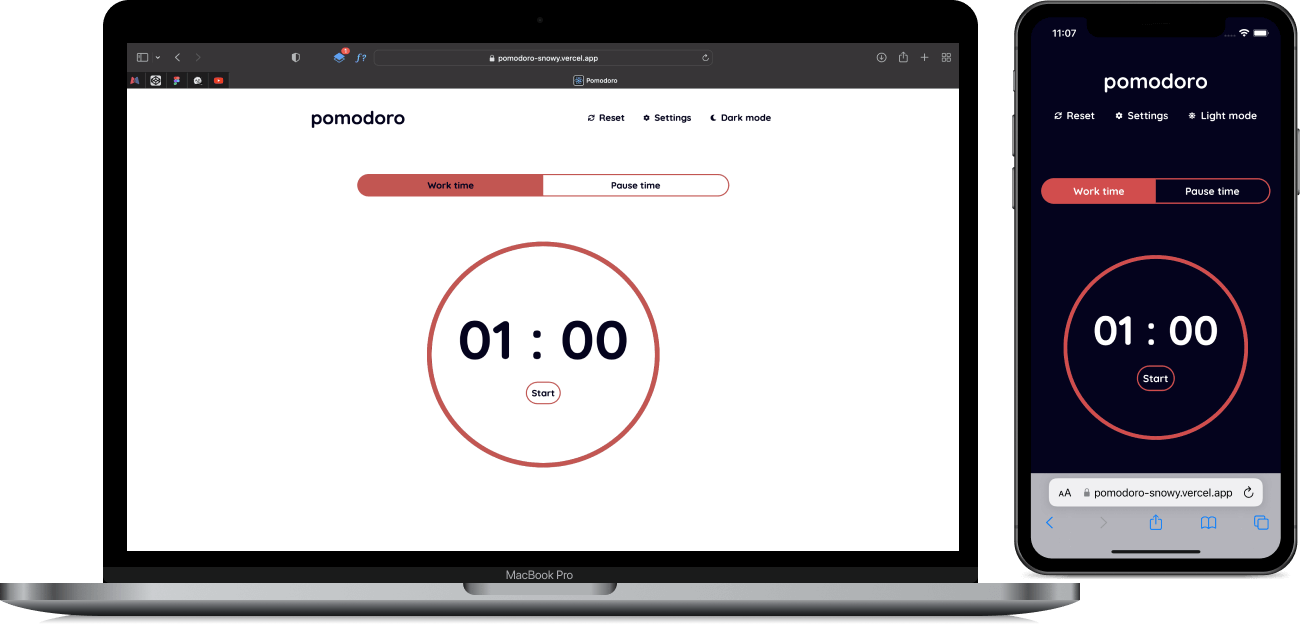 1
f?
pomodoro-snowy.vercel.app
Pomodoro
pomodoro
Reset Settings Dark mode
Work time Pause time
01 : 00
Start
MacBook Pro
11:07
pomodoro
Reset Settings Light mode
Work time Pause time
01 : 00
Start
AA pomodoro-snowy.vercel.app